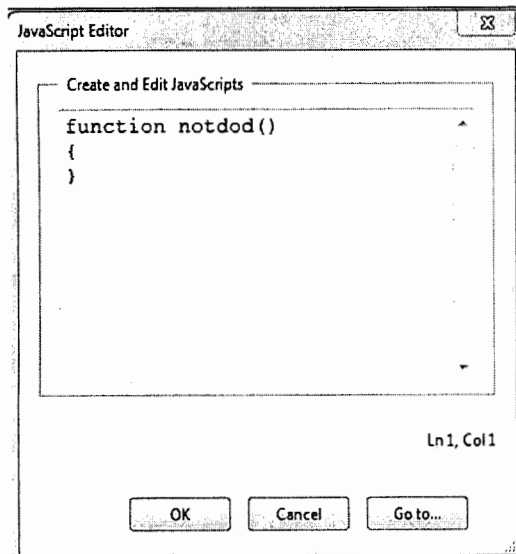 JavaScript Editor
Create and Edit JavaScripts
function notdod()
{
}
Ln 1, Col 1
OK
Cancel
Go to...